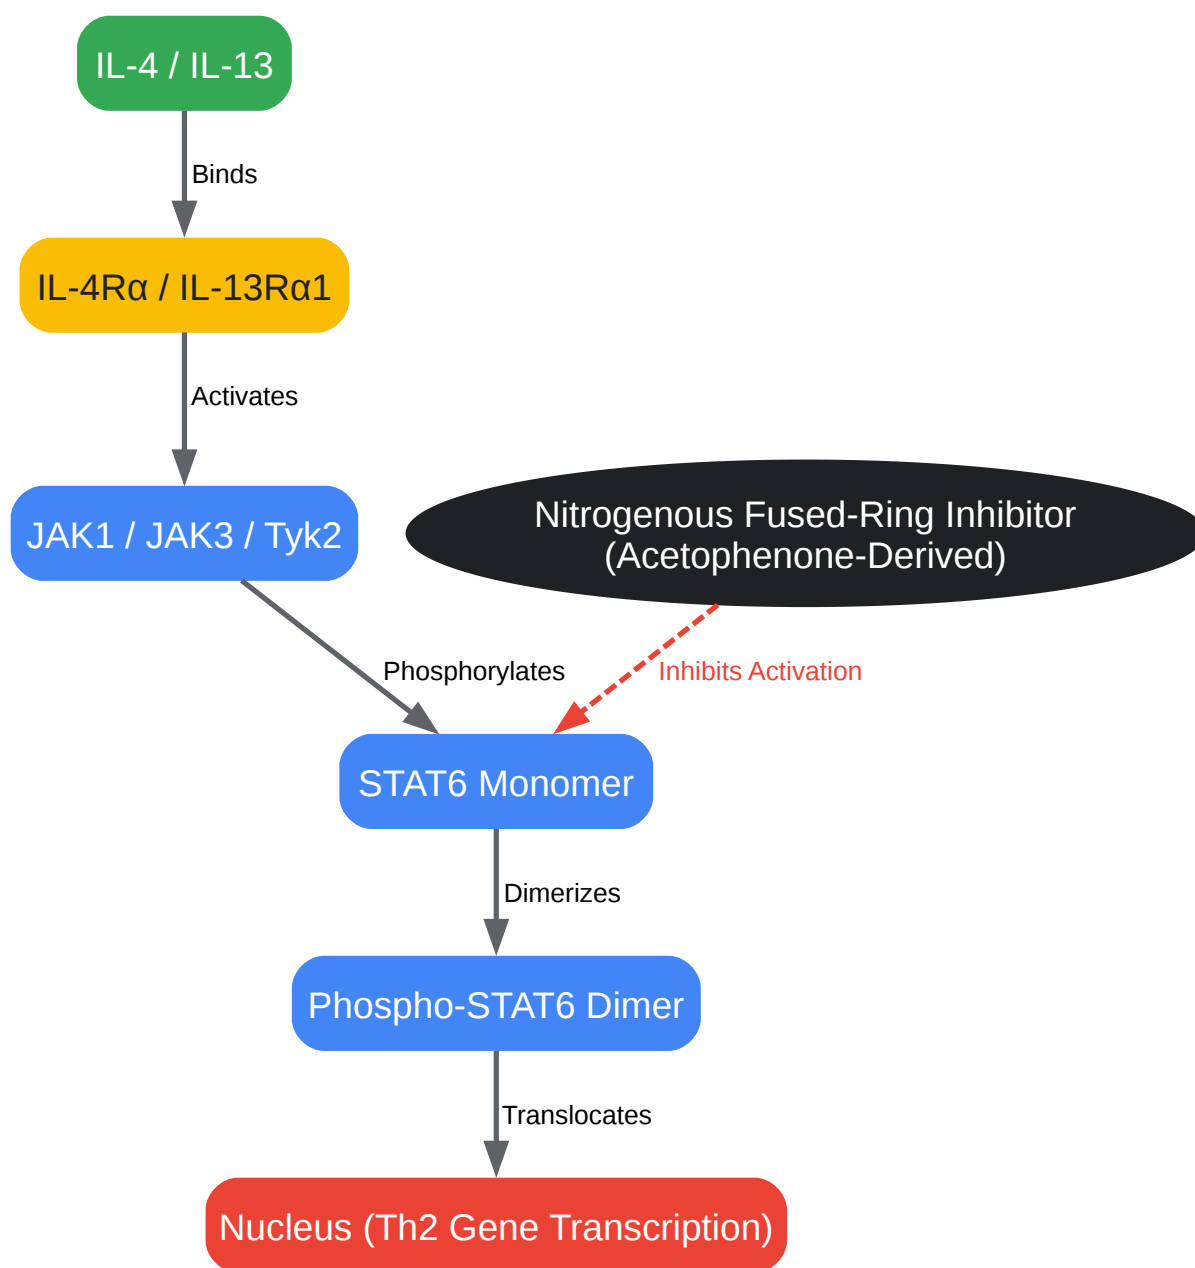 IL-4 / IL-13
Binds
IL-4Rα / IL-13Rα1
Activates
JAK1 / JAK3 / Tyk2
Nitrogenous Fused-Ring Inhibitor
(Acetophenone-Derived)
Phosphorylates
Inhibits Activation
STAT6 Monomer
Dimerizes
Phospho-STAT6 Dimer
Translocates
Nucleus (Th2 Gene Transcription)